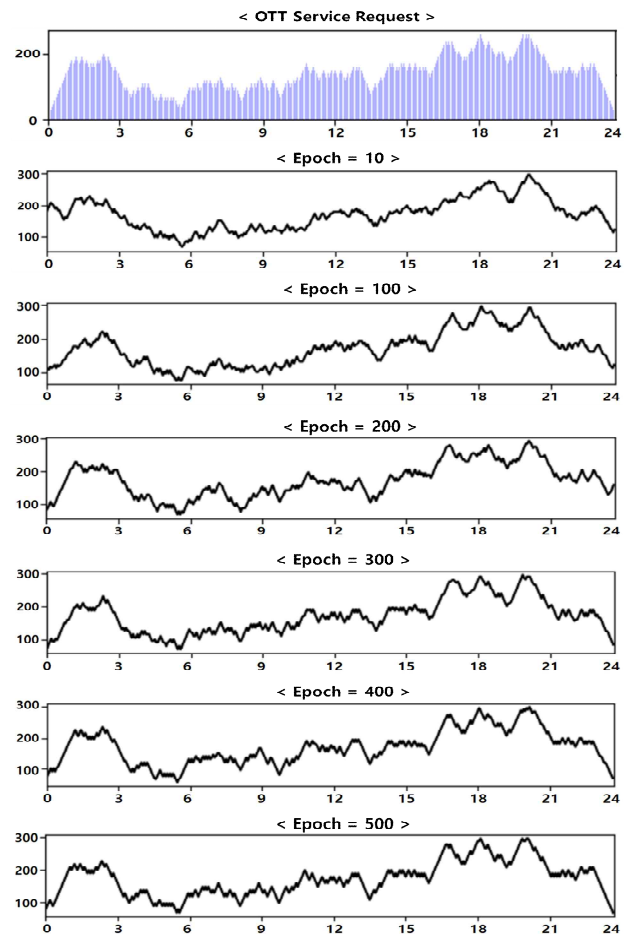 < OTT Service Request >
200
0
0 3 6 9 12 15 18 21 24
< Epoch = 10 >
300
200
100
0 3 6 9 12 15 18 21 24
< Epoch = 100 >
300
200
100
0 3 6 9 12 15 18 21 24
< Epoch = 200 >
300
200
100
0 3 6 9 12 15 18 21 24
< Epoch = 300 >
300
200
100
0 3 6 9 12 15 18 21 24
< Epoch = 400 >
300
200
100
0 3 6 9 12 15 18 21 24
< Epoch = 500 >
300
200
100
0 3 6 9 12 15 18 21 24